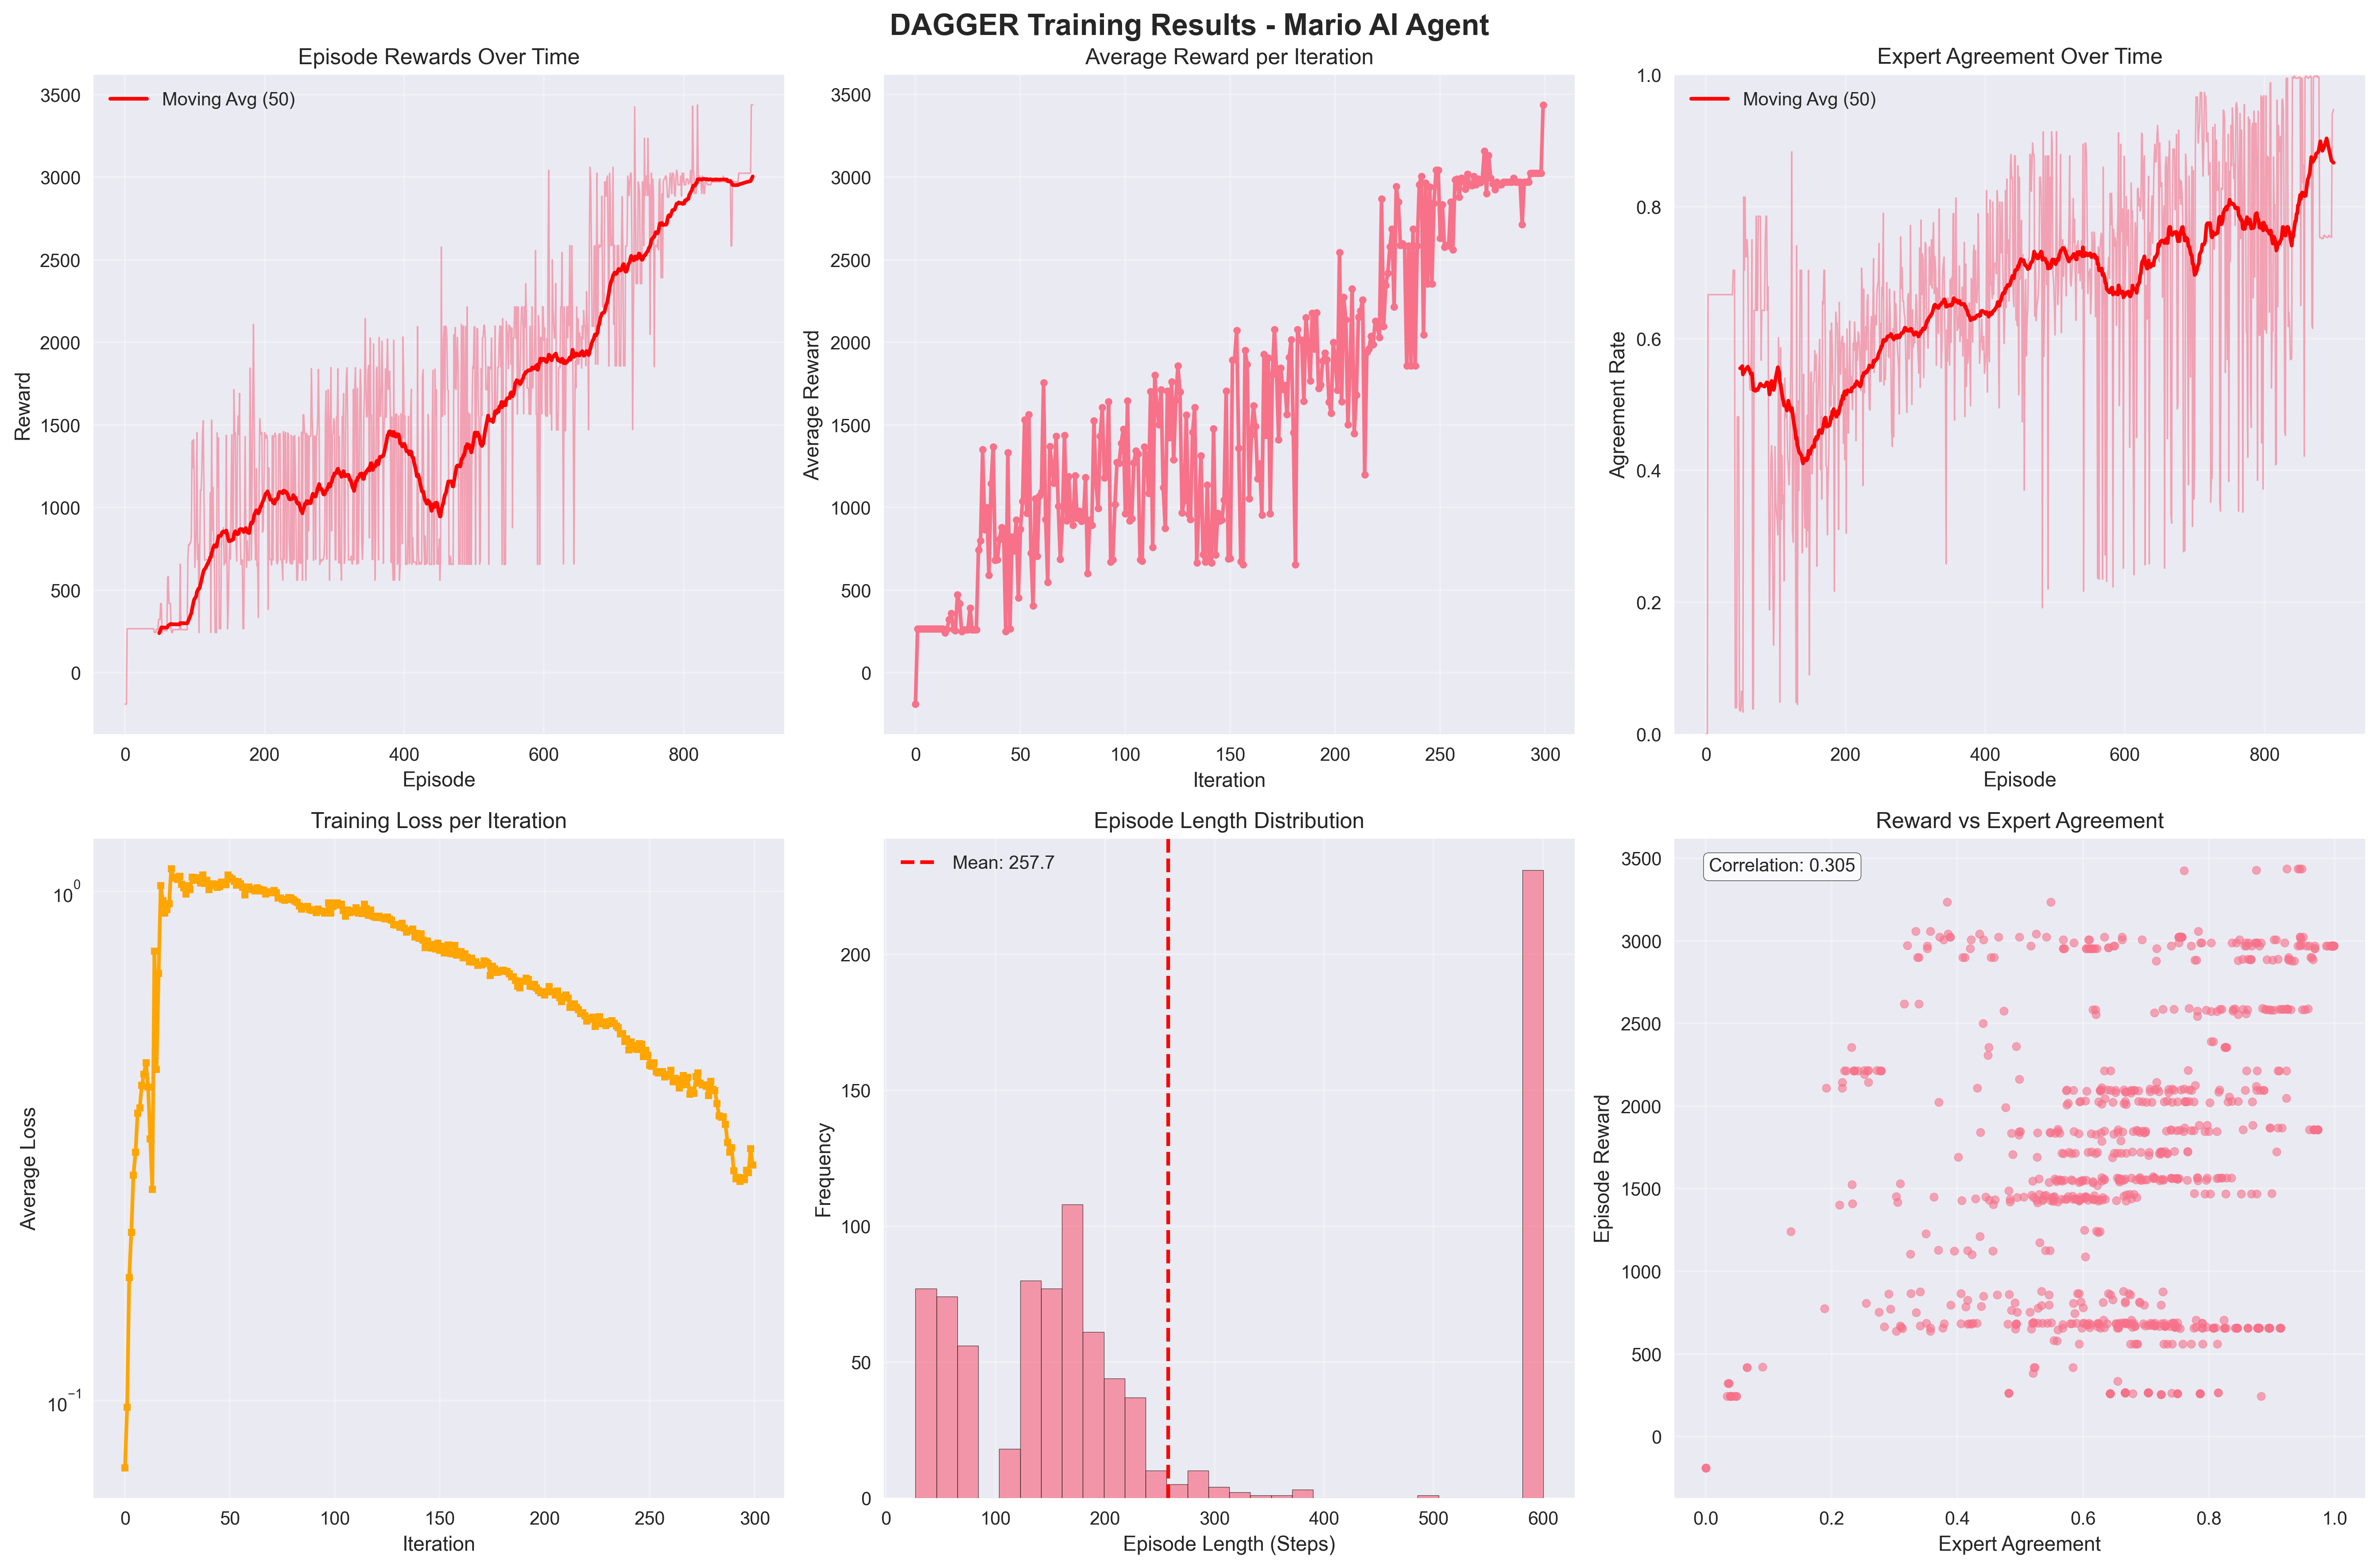 DAGGER Training Results - Mario AI Agent
Episode Rewards Over Time
Moving Avg (50)
3500
3000
2500
2000
1500
1000
500
0
Reward
0 200 400 600 800
Episode
Average Reward per Iteration
3500
3000
2500
2000
1500
1000
500
0
Average Reward
0 50 100 150 200 250 300
Iteration
Expert Agreement Over Time
Moving Avg (50)
1.0
0.8
0.6
0.4
0.2
0.0
Agreement Rate
0 200 400 600 800
Episode
Training Loss per Iteration
10⁰
10⁻¹
Average Loss
0 50 100 150 200 250 300
Iteration
Episode Length Distribution
Mean: 257.7
200
150
100
50
0
Frequency
0 100 200 300 400 500 600
Episode Length (Steps)
Reward vs Expert Agreement
Correlation: 0.305
3500
3000
2500
2000
1500
1000
500
0
Episode Reward
0.0 0.2 0.4 0.6 0.8 1.0
Expert Agreement